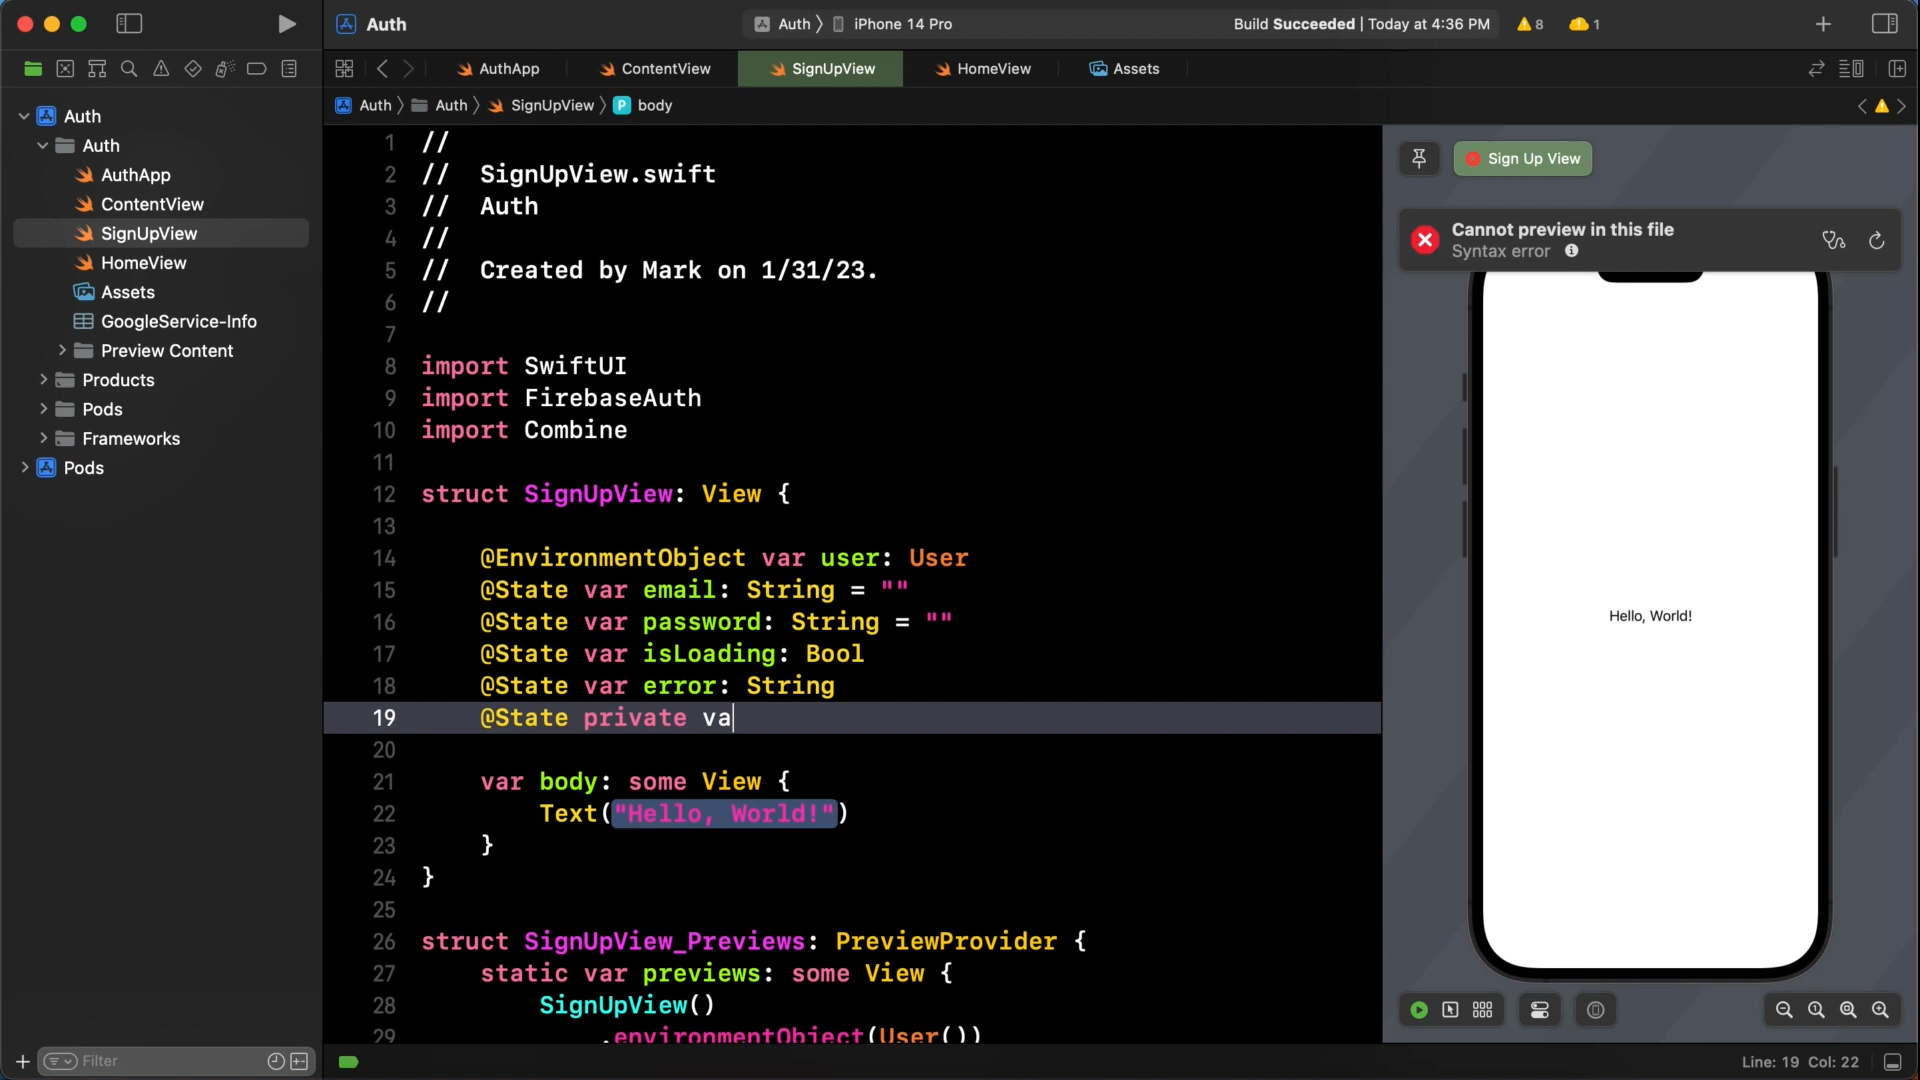 Auth
Auth 〉 iPhone 14 Pro
Build Succeeded | Today at 4:36 PM
8
1
AuthApp
ContentView
SignUpView
HomeView
Assets
Auth 〉 Auth 〉 SignUpView 〉 P body
Auth
Auth
AuthApp
ContentView
SignUpView
HomeView
Assets
GoogleService-Info
Preview Content
Products
Pods
Frameworks
Pods
Filter
1 //
2 //  SignUpView.swift
3 //  Auth
4 //
5 //  Created by Mark on 1/31/23.
6 //
7
8 import SwiftUI
9 import FirebaseAuth
10 import Combine
11
12 struct SignUpView: View {
13
14     @EnvironmentObject var user: User
15     @State var email: String = ""
16     @State var password: String = ""
17     @State var isLoading: Bool
18     @State var error: String
19     @State private va
20
21     var body: some View {
22         Text("Hello, World!")
23     }
24 }
25
26 struct SignUpView_Previews: PreviewProvider {
27     static var previews: some View {
28         SignUpView()
29             .environmentObject(User())
Sign Up View
Cannot preview in this file
Syntax error
Hello, World!
Line: 19 Col: 22